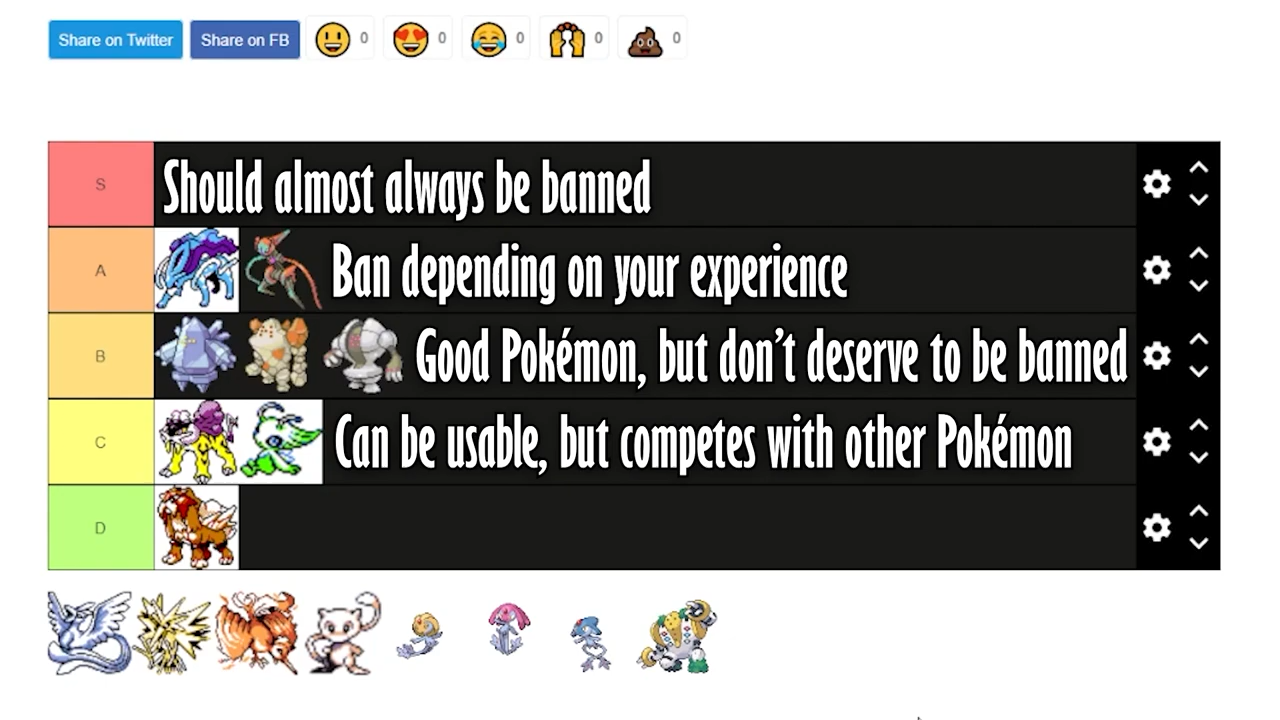 Share on Twitter Share on FB 0 0 0 0 0
S Should almost always be banned
A Ban depending on your experience
B Good Pokémon, but don't deserve to be banned
C Can be usable, but competes with other Pokémon
D